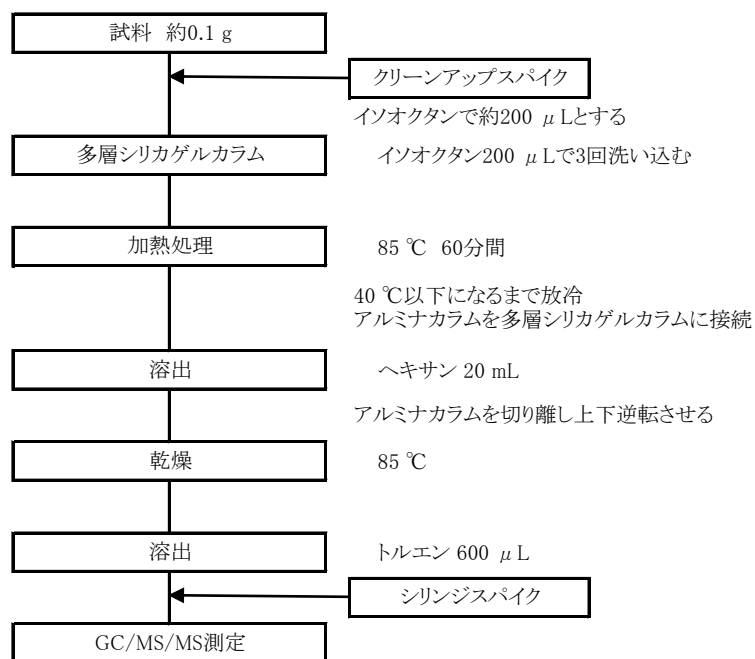 試料　約0.1 g
クリーンアップスパイク
イソオクタンで約200 μLとする
多層シリカゲルカラム
イソオクタン200 μLで3回洗い込む
加熱処理
85 ℃　60分間
40 ℃以下になるまで放冷
アルミナカラムを多層シリカゲルカラムに接続
溶出
ヘキサン 20 mL
アルミナカラムを切り離し上下逆転させる
乾燥
85 ℃
溶出
トルエン 600 μL
シリンジスパイク
GC/MS/MS測定